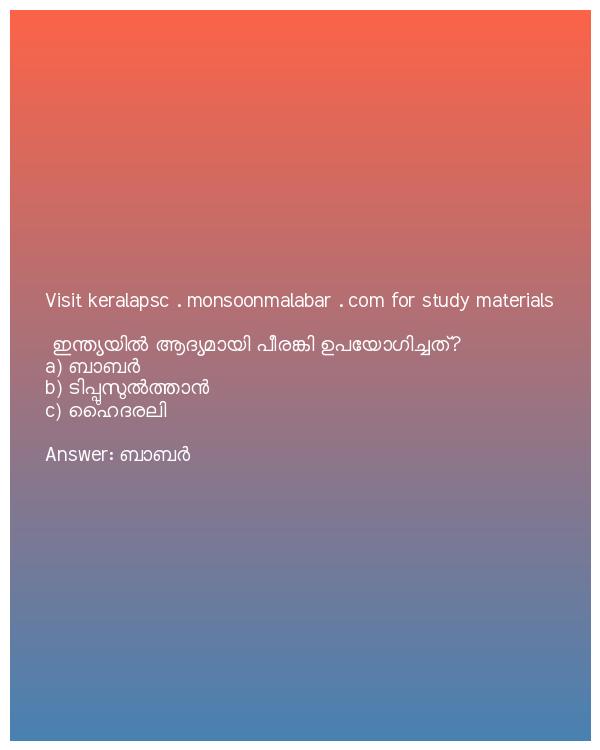 Visit keralapsc . monsoonmalabar . com for study materials
ഇന്ത്യയിൽ ആദ്യമായി പീരങ്കി ഉപയോഗിച്ചത്?
a) ബാബർ
b) ടിപ്പുസുൽത്താൻ
c) ഹൈദരലി
Answer: ബാബർ